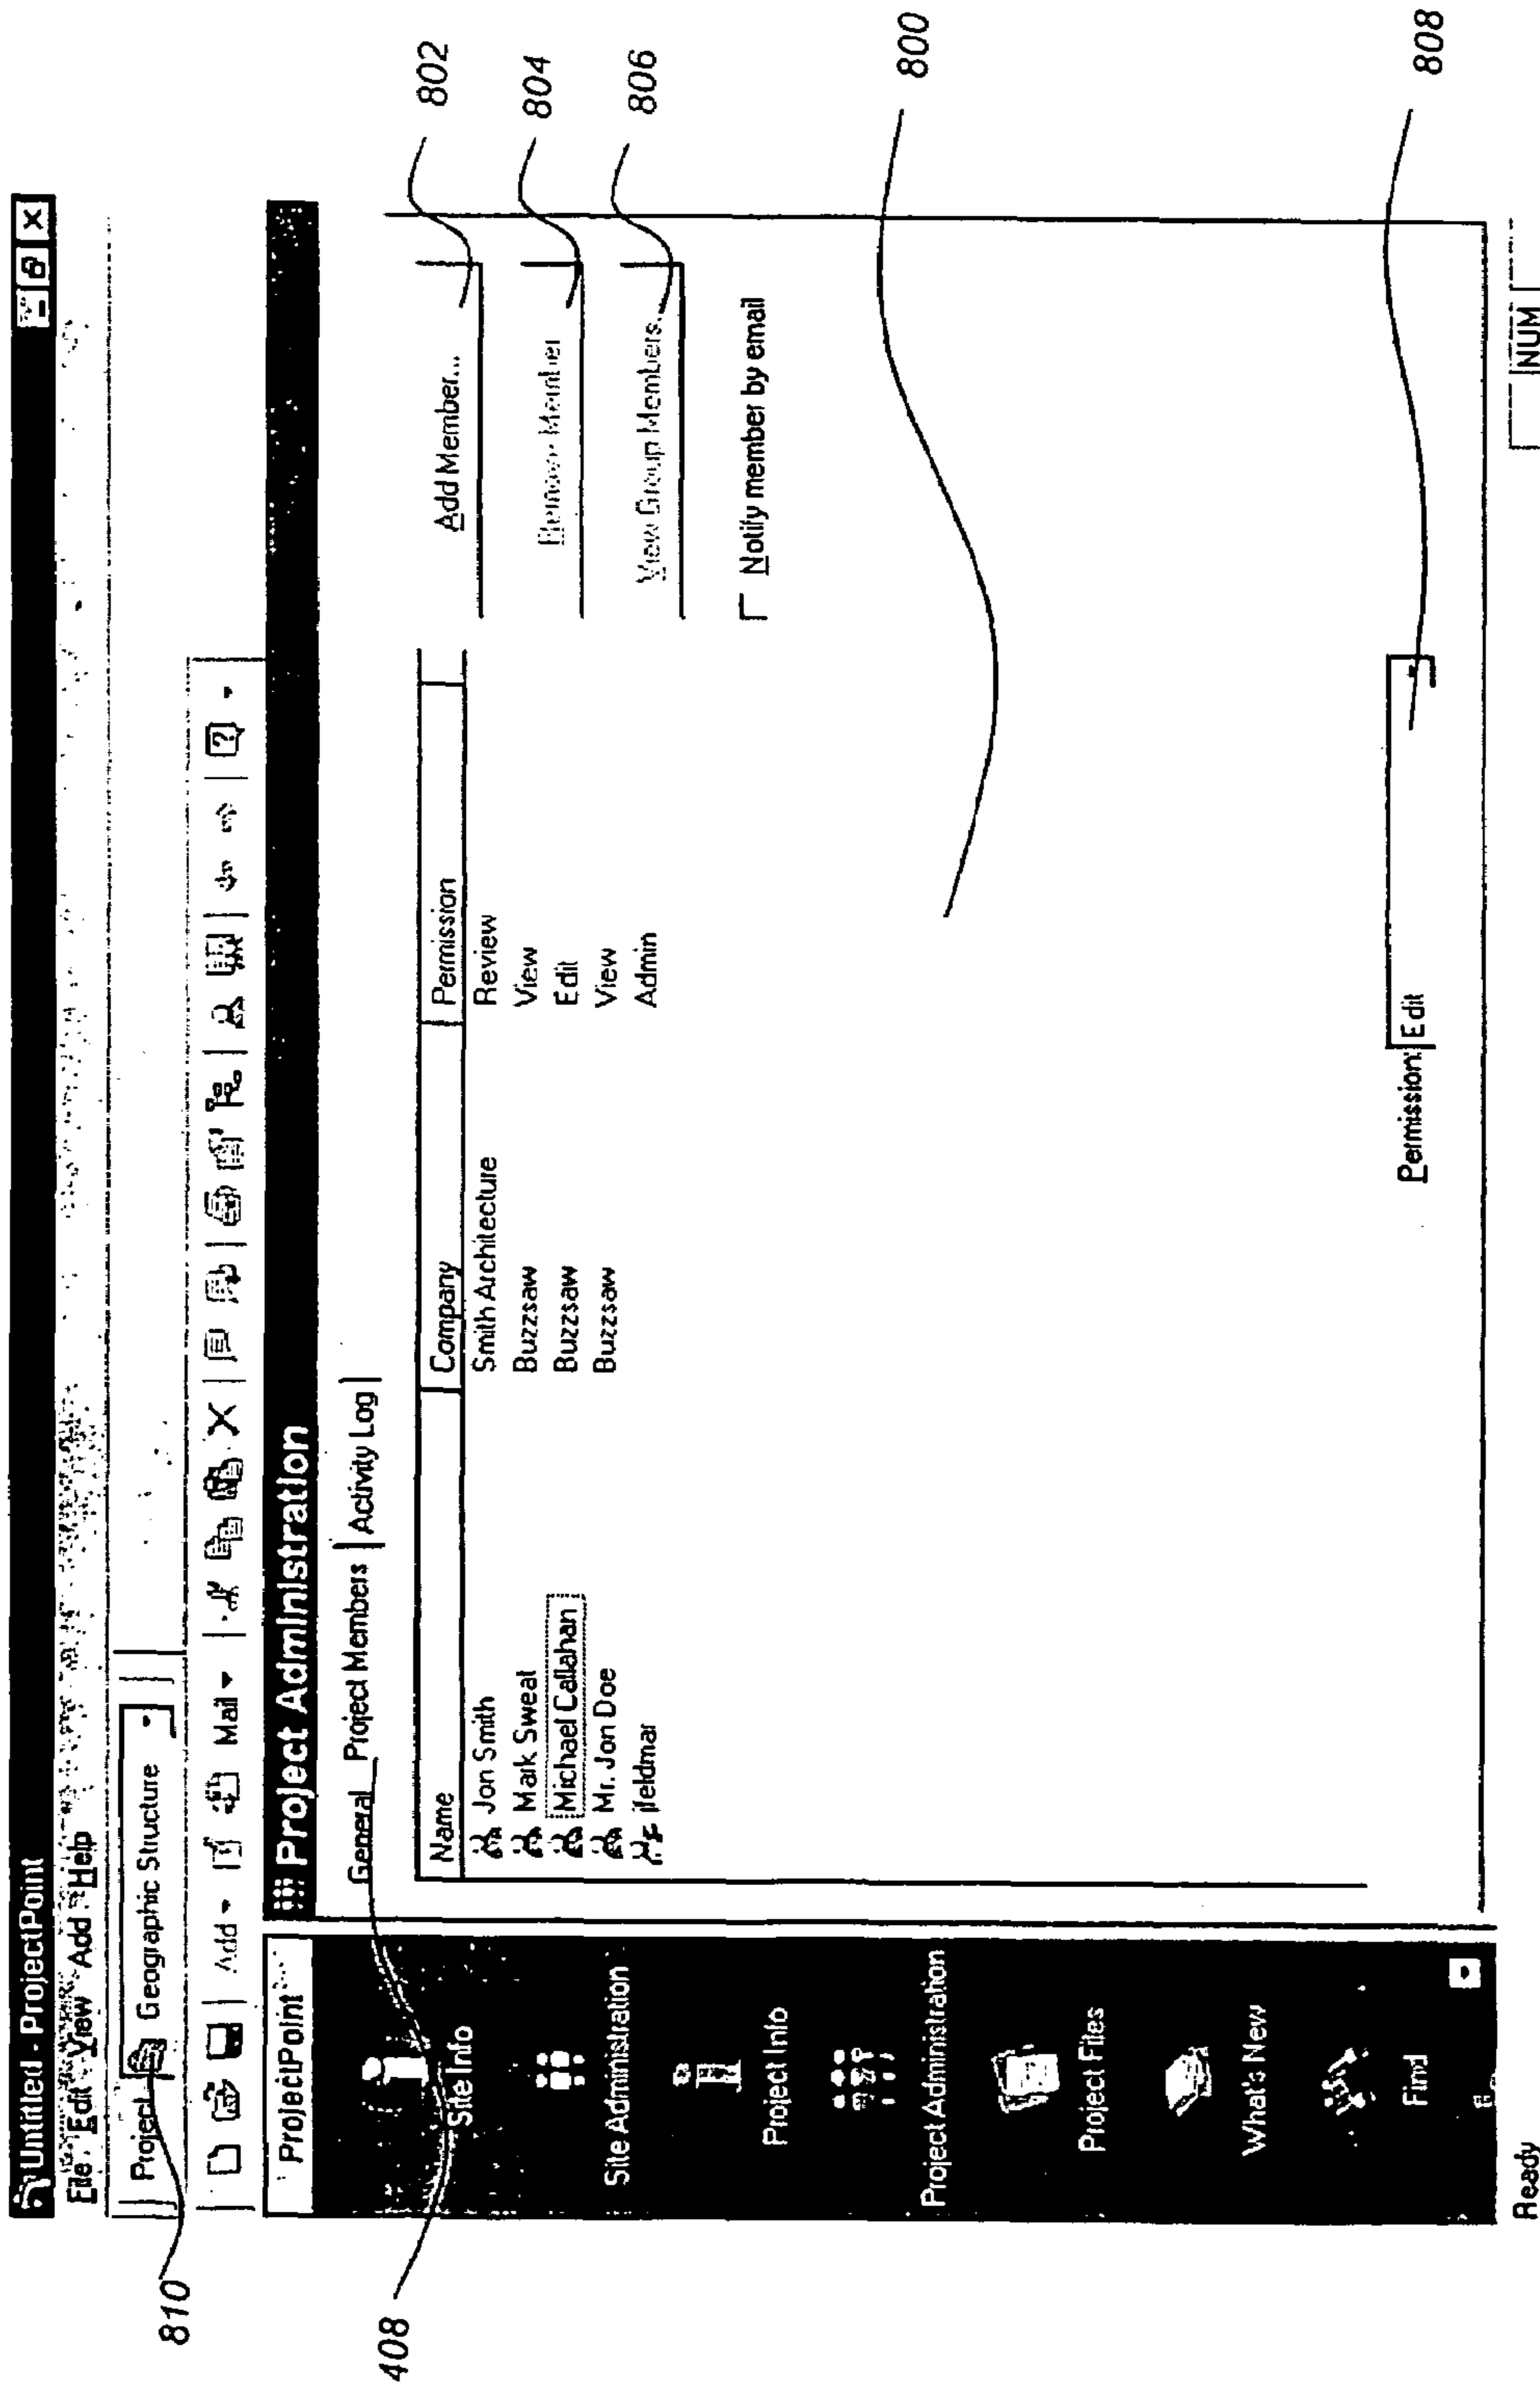 Untitled - ProjectPoint
File Edit View Add Help
Project Geographic Structure
810
Add Mail
ProjectPoint
Project Administration
408
General Project Members Activity Log
Name Company Permission
Jon Smith Smith Architecture Review
Mark Sweat Buzzsaw View
Michael Callahan Buzzsaw Edit
Mr. Jon Doe Buzzsaw View
jfeldmar Admin
Add Member...
802
Remove Member
804
View Group Members...
806
Notify member by email
800
Permission: Edit
808
Site Info
Site Administration
Project Info
Project Administration
Project Files
What's New
Find
Ready
NUM